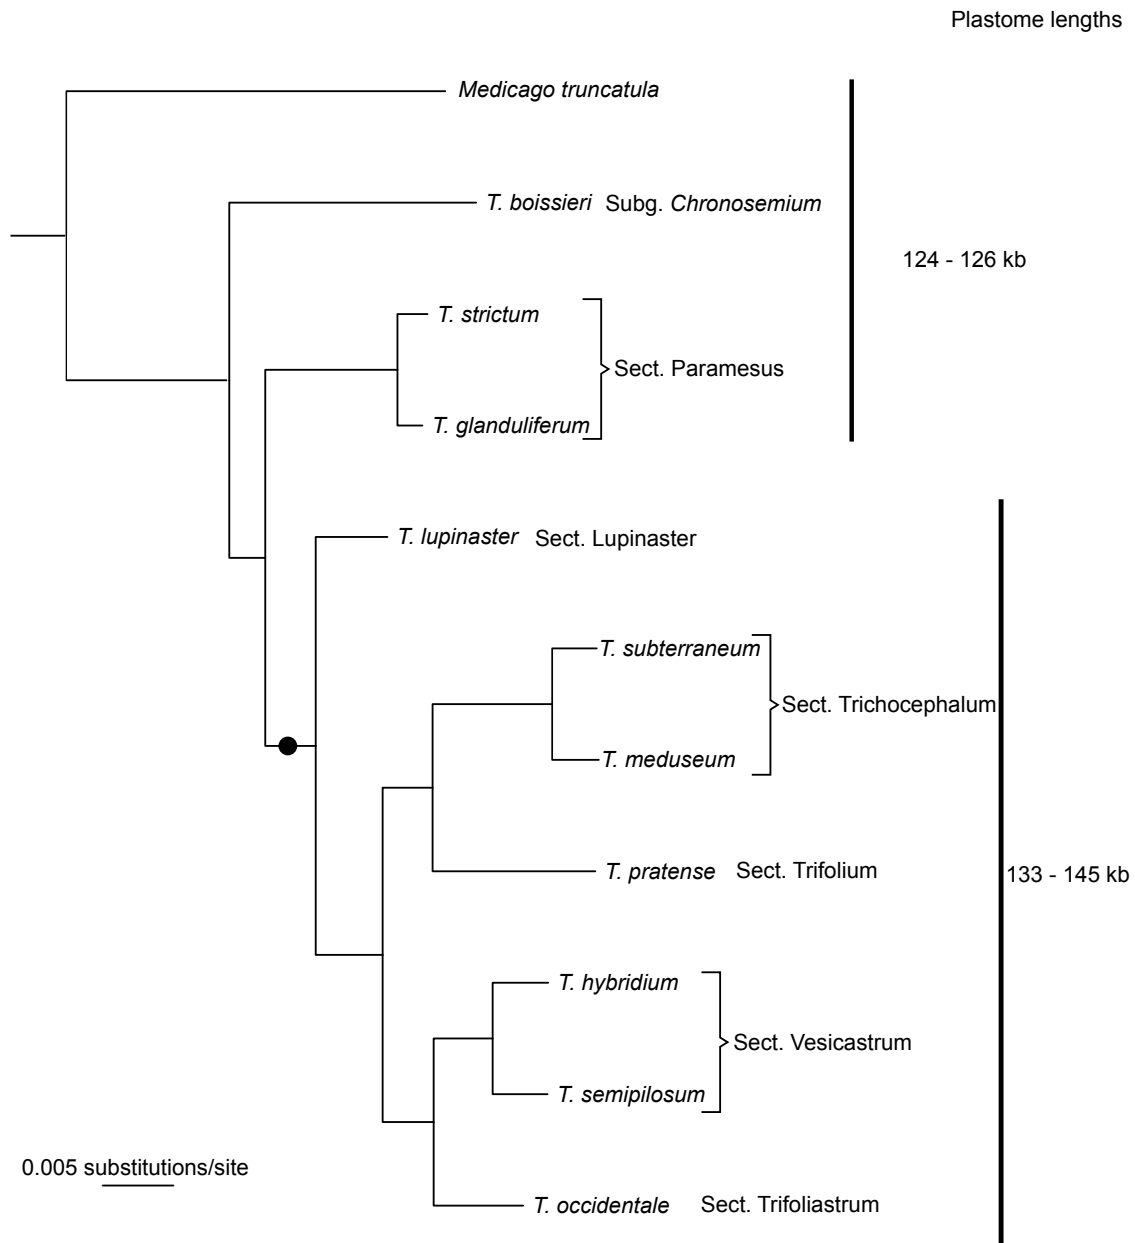 Plastome lengths
Medicago truncatula
T. boissieri Subg. Chronosemium
124 - 126 kb
T. strictum
Sect. Paramesus
T. glanduliferum
T. lupinaster Sect. Lupinaster
T. subterraneum
Sect. Trichocephalum
T. meduseum
T. pratense Sect. Trifolium
133 - 145 kb
T. hybridium
Sect. Vesicastrum
T. semipilosum
0.005 substitutions/site
T. occidentale Sect. Trifoliastrum